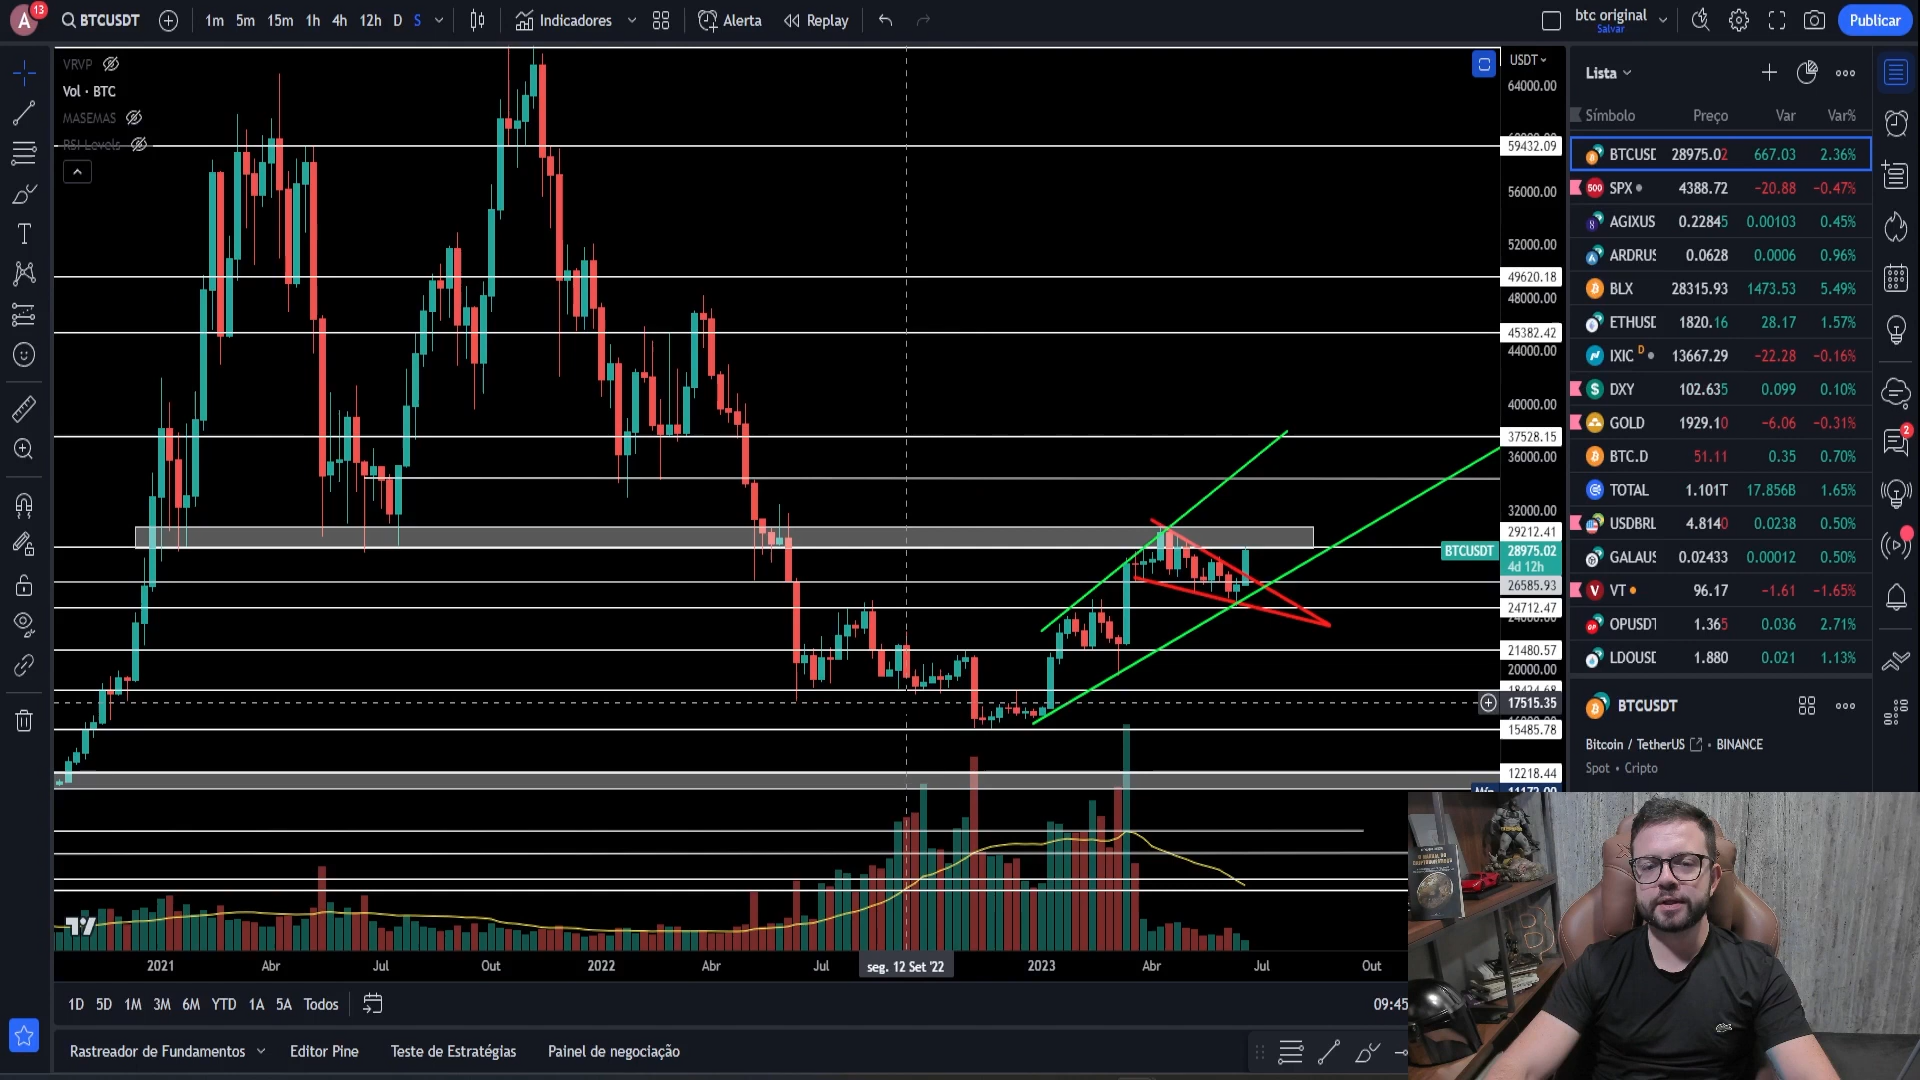 A 13 BTCUSDT 1m 5m 15m 1h 4h 12h D S Indicadores Alerta Replay btc original Salvar Publicar
VRVP
Vol · BTC
MASEMAS
RSI Levels
USDT
64000.00
59432.09
56000.00
52000.00
49620.18
48000.00
45382.42
44000.00
40000.00
37528.15
36000.00
32000.00
29212.41
BTCUSDT 28975.02
4d 12h
26585.93
24712.47
24000.00
21480.57
20000.00
17515.35
15485.78
12218.44
Lista
Símbolo Preço Var Var%
BTCUSD 28975.02 667.03 2.36%
500 SPX 4388.72 −20.88 −0.47%
AGIXUS 0.22845 0.00103 0.45%
ARDRUS 0.0628 0.0006 0.96%
BLX 28315.93 1473.53 5.49%
ETHUSD 1820.16 28.17 1.57%
IXIC D 13667.29 −22.28 −0.16%
DXY 102.635 0.099 0.10%
GOLD 1929.10 −6.06 −0.31%
BTC.D 51.11 0.35 0.70%
TOTAL 1.101T 17.856B 1.65%
USDBRL 4.8140 0.0238 0.50%
GALAUS 0.02433 0.00012 0.50%
V VT 96.17 −1.61 −1.65%
OPUSDT 1.365 0.036 2.71%
LDOUSD 1.880 0.021 1.13%
2
BTCUSDT
Bitcoin / TetherUS • BINANCE
Spot • Cripto
2021 Abr Jul Out 2022 Abr Jul seg. 12 Set '22 2023 Abr Jul Out
1D 5D 1M 3M 6M YTD 1A 5A Todos 09:45
Rastreador de Fundamentos Editor Pine Teste de Estratégias Painel de negociação